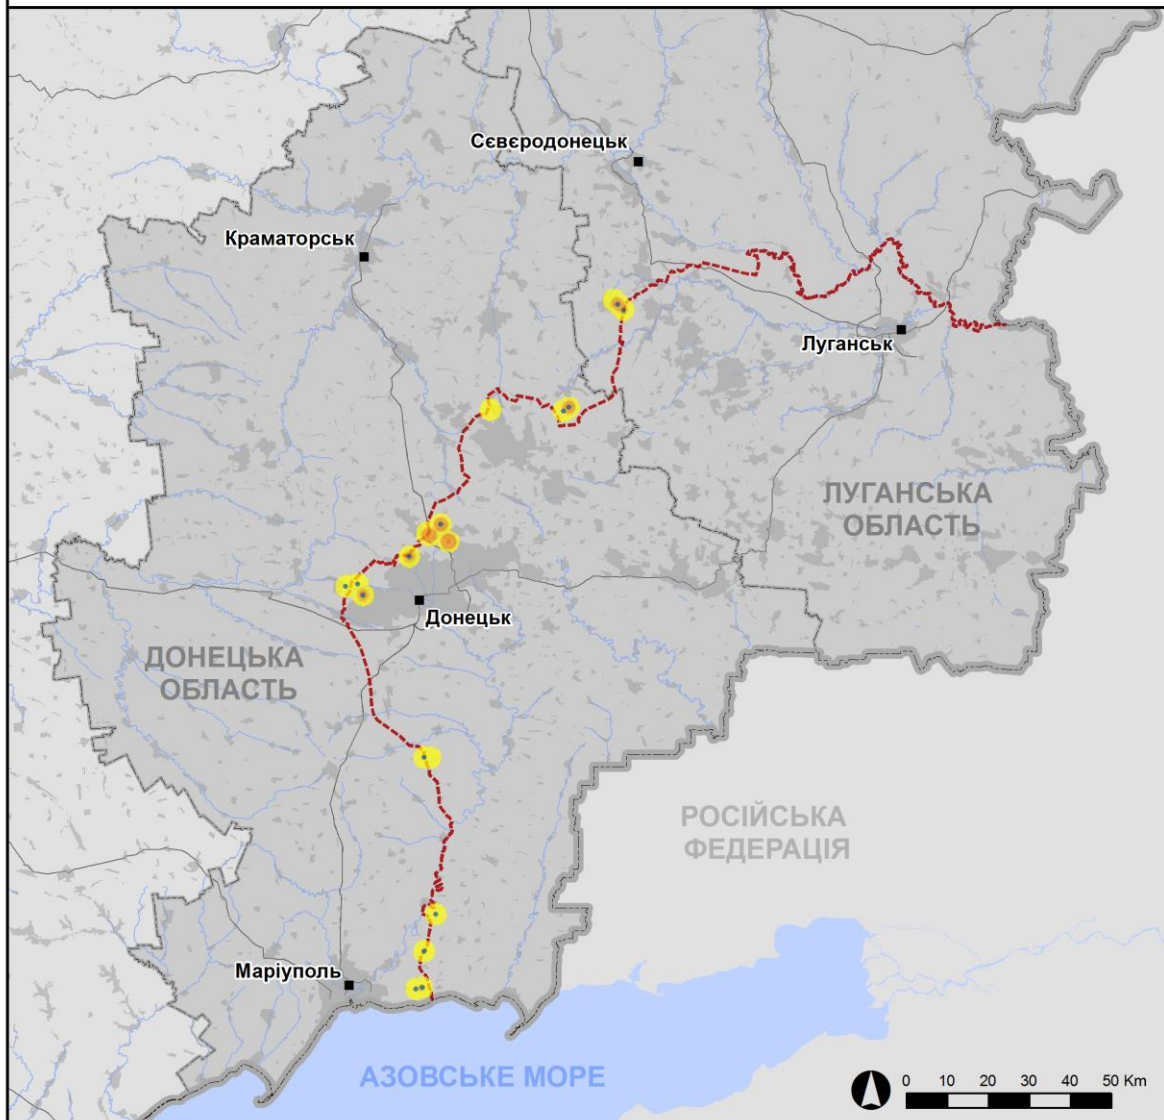 Сєвєродонецьк
Краматорськ
Луганськ
ЛУГАНСЬКА
ОБЛАСТЬ
Донецьк
ДОНЕЦЬКА
ОБЛАСТЬ
РОСІЙСЬКА
ФЕДЕРАЦІЯ
Маріуполь
АЗОВСЬКЕ МОРЕ
0 10 20 30 40 50 Km